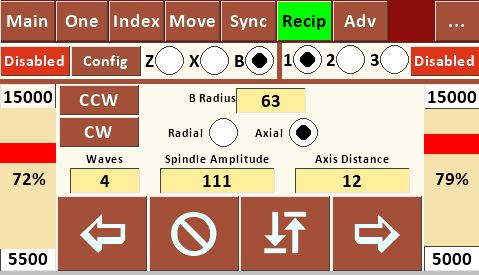 Main One Index Move Sync Recip Adv ...
Disabled Config Z X B 1 2 3 Disabled
15000 CCW B Radius 63 15000
CW Radial Axial
Waves Spindle Amplitude Axis Distance
72% 4 111 12 79%
5500 5000